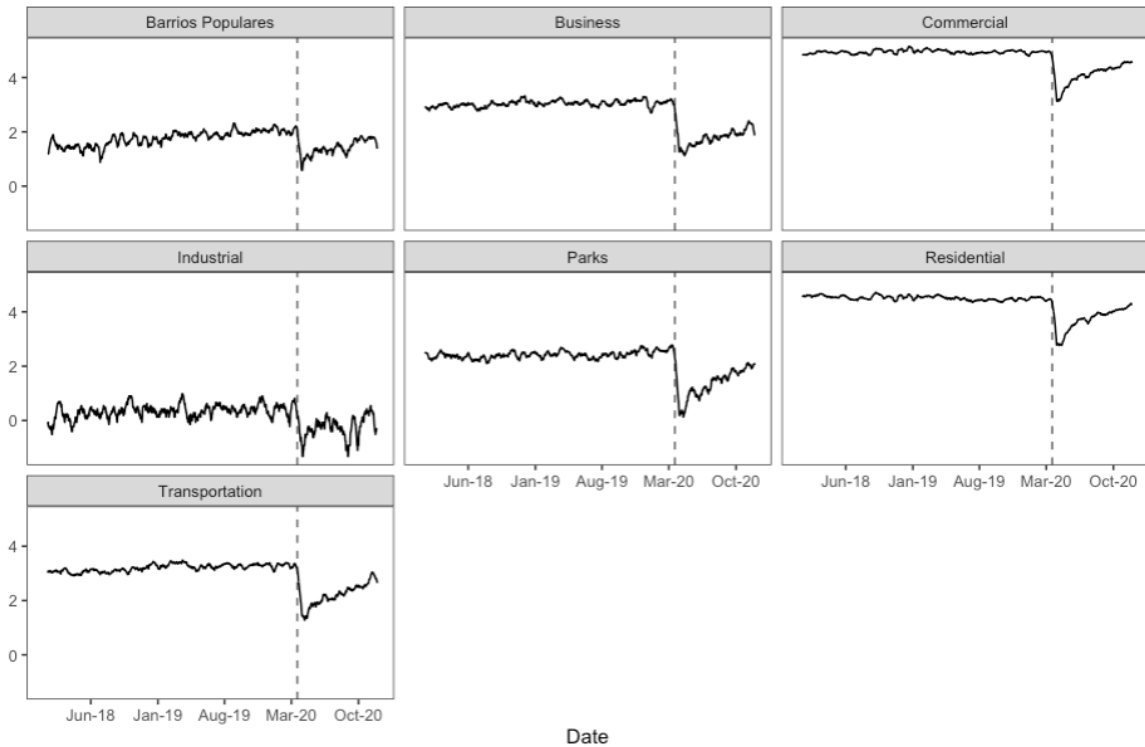 Barrios Populares Business Commercial
4
2
0
Industrial Parks Residential
4
2
0
Jun-18 Jan-19 Aug-19 Mar-20 Oct-20 Jun-18 Jan-19 Aug-19 Mar-20 Oct-20
Transportation
4
2
0
Jun-18 Jan-19 Aug-19 Mar-20 Oct-20
Date